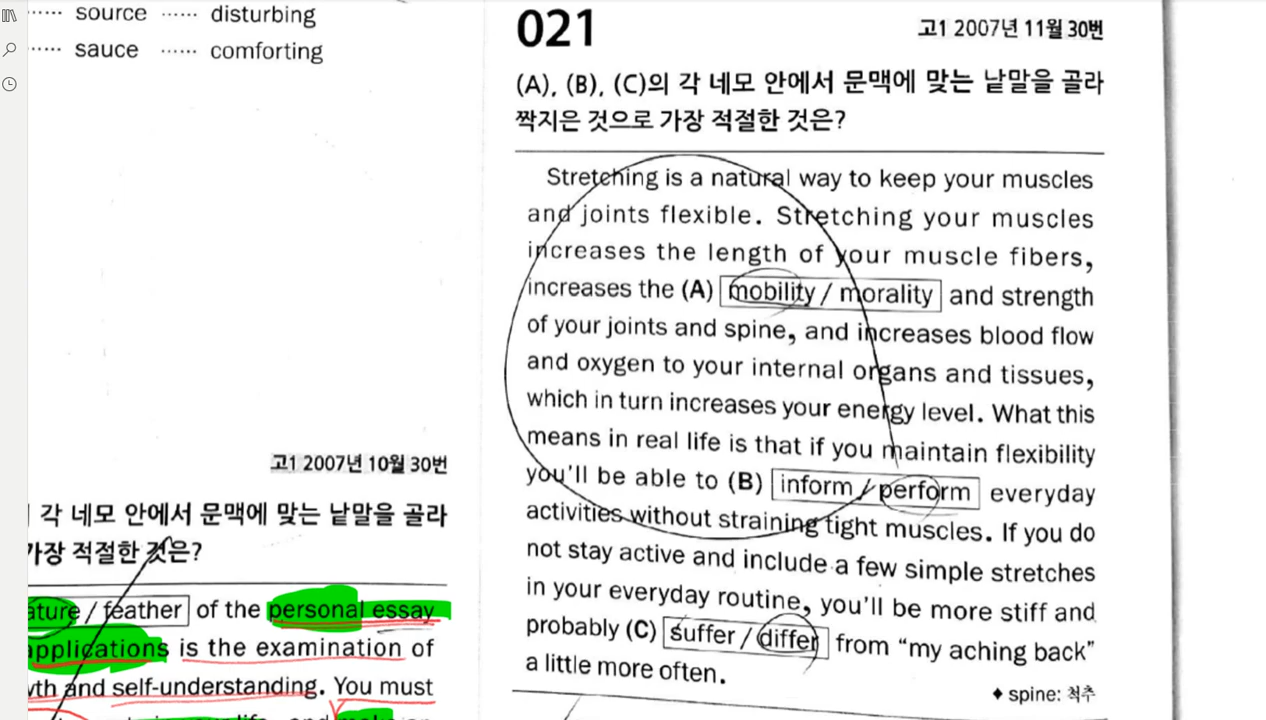 ······ source ······ disturbing
······ sauce ······ comforting
고1 2007년 10월 30번
각 네모 안에서 문맥에 맞는 낱말을 골라
가장 적절한 것은?
ature / feather of the personal essay
applications is the examination of
wth and self-understanding. You must
021
고1 2007년 11월 30번
(A), (B), (C)의 각 네모 안에서 문맥에 맞는 낱말을 골라
짝지은 것으로 가장 적절한 것은?
Stretching is a natural way to keep your muscles
and joints flexible. Stretching your muscles
increases the length of your muscle fibers,
increases the (A) mobility / morality and strength
of your joints and spine, and increases blood flow
and oxygen to your internal organs and tissues,
which in turn increases your energy level. What this
means in real life is that if you maintain flexibility
you'll be able to (B) inform / perform everyday
activities without straining tight muscles. If you do
not stay active and include a few simple stretches
in your everyday routine, you'll be more stiff and
probably (C) suffer / differ from “my aching back”
a little more often.
♦ spine: 척추